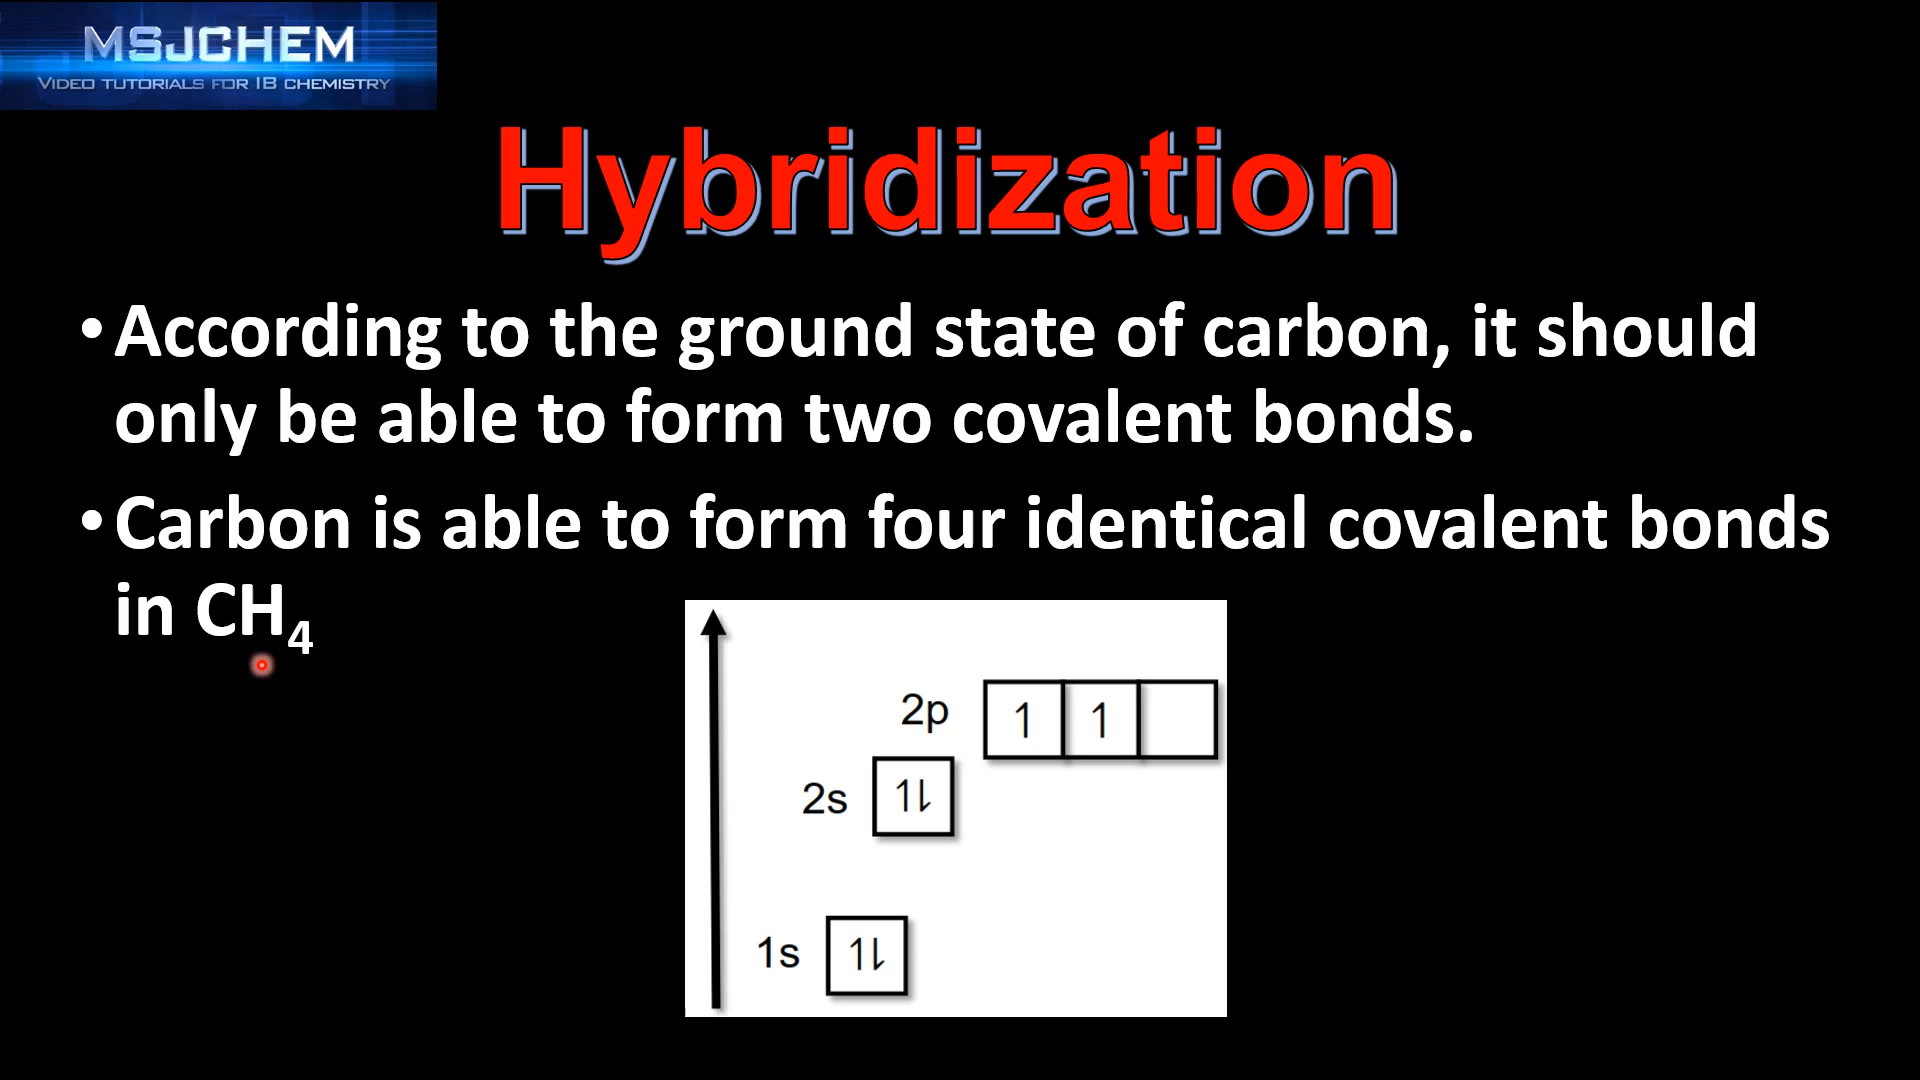 MSJCHEM
VIDEO TUTORIALS FOR IB CHEMISTRY
Hybridization
•According to the ground state of carbon, it should
only be able to form two covalent bonds.
•Carbon is able to form four identical covalent bonds
in CH₄
2p 1 1
2s 1⇂
1s 1⇂